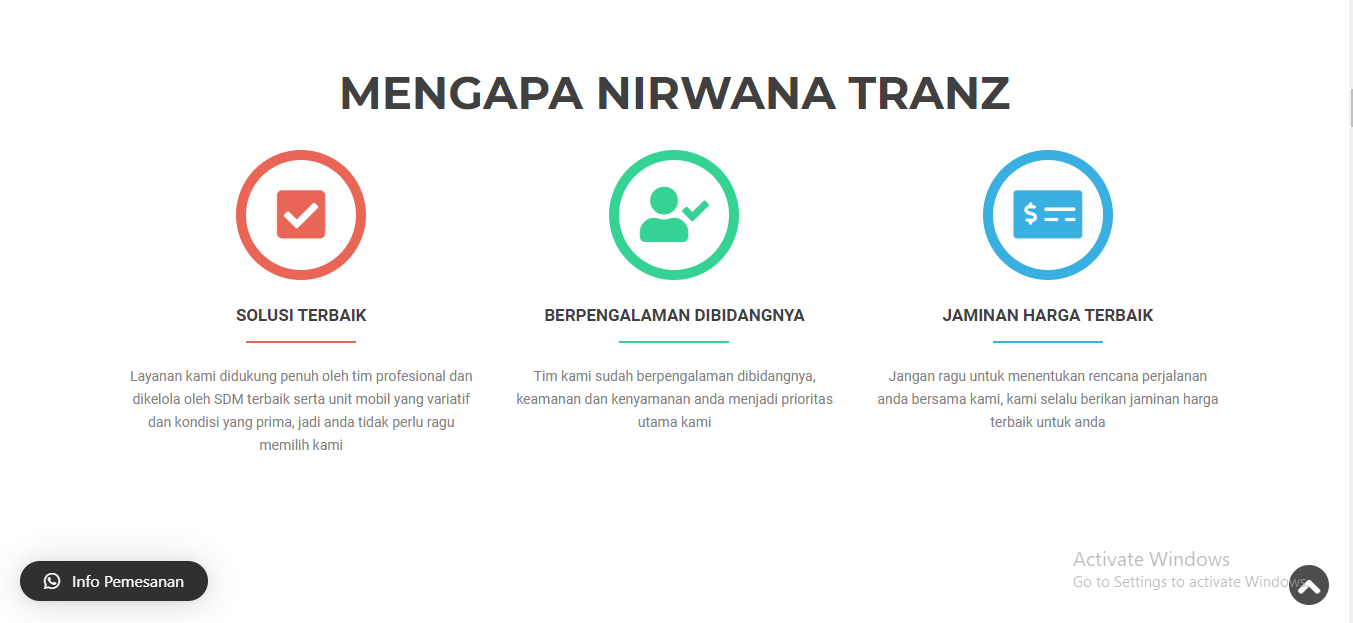 MENGAPA NIRWANA TRANZ
$
SOLUSI TERBAIK
Layanan kami didukung penuh oleh tim profesional dan
dikelola oleh SDM terbaik serta unit mobil yang variatif
dan kondisi yang prima, jadi anda tidak perlu ragu
memilih kami
BERPENGALAMAN DIBIDANGNYA
Tim kami sudah berpengalaman dibidangnya,
keamanan dan kenyamanan anda menjadi prioritas
utama kami
JAMINAN HARGA TERBAIK
Jangan ragu untuk menentukan rencana perjalanan
anda bersama kami, kami selalu berikan jaminan harga
terbaik untuk anda
Info Pemesanan
Activate Windows
Go to Settings to activate Windows.